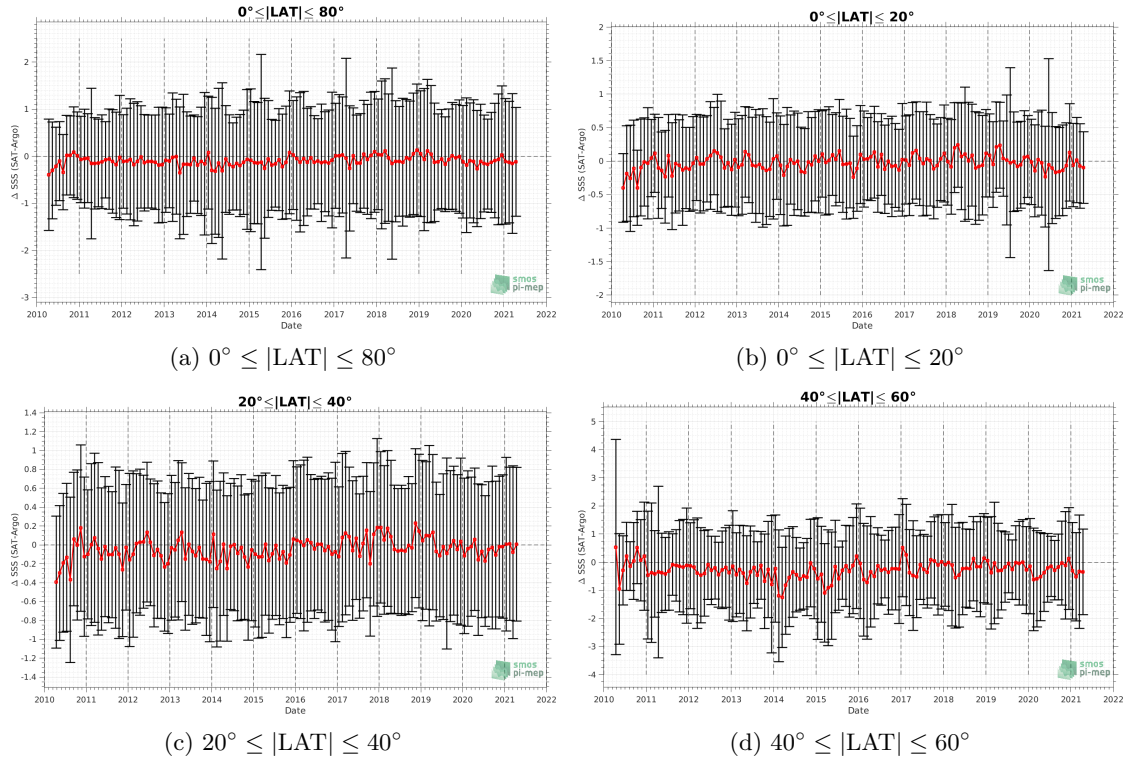 0°≤|LAT|≤ 80°
Δ SSS (SAT-Argo)
2
1
0
-1
-2
-3
2010 2011 2012 2013 2014 2015 2016 2017 2018 2019 2020 2021 2022
Date
smos
pi-mep
(a) 0° ≤ |LAT| ≤ 80°
0°≤|LAT|≤ 20°
Δ SSS (SAT-Argo)
2
1.5
1
0.5
0
-0.5
-1
-1.5
-2
2010 2011 2012 2013 2014 2015 2016 2017 2018 2019 2020 2021 2022
Date
smos
pi-mep
(b) 0° ≤ |LAT| ≤ 20°
20°≤|LAT|≤ 40°
Δ SSS (SAT-Argo)
1.4
1.2
1
0.8
0.6
0.4
0.2
0
-0.2
-0.4
-0.6
-0.8
-1
-1.2
-1.4
2010 2011 2012 2013 2014 2015 2016 2017 2018 2019 2020 2021 2022
Date
smos
pi-mep
(c) 20° ≤ |LAT| ≤ 40°
40°≤|LAT|≤ 60°
Δ SSS (SAT-Argo)
5
4
3
2
1
0
-1
-2
-3
-4
2010 2011 2012 2013 2014 2015 2016 2017 2018 2019 2020 2021 2022
Date
smos
pi-mep
(d) 40° ≤ |LAT| ≤ 60°